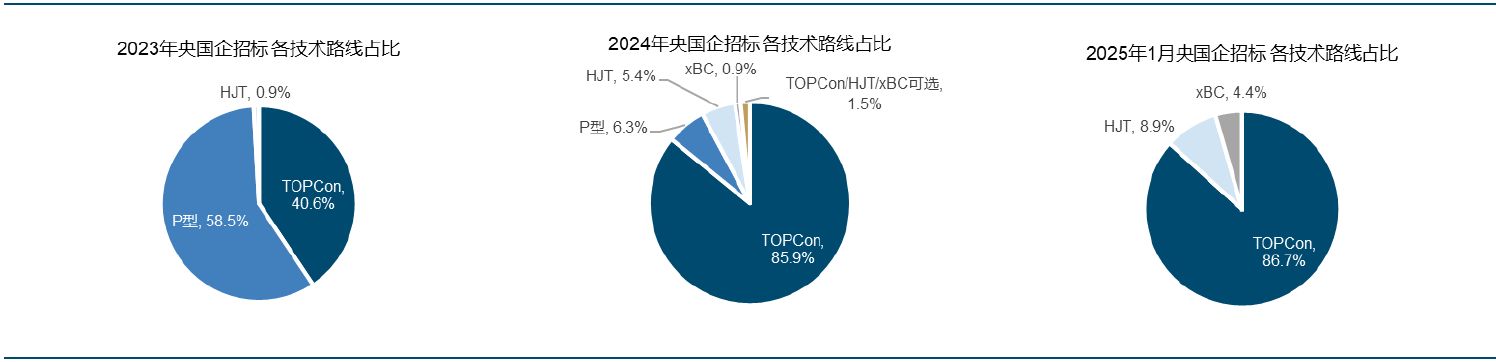 2023年央国企招标 各技术路线占比
HJT, 0.9%
TOPCon,
40.6%
P型, 58.5%
2024年央国企招标 各技术路线占比
HJT, 5.4%
xBC, 0.9%
TOPCon/HJT/xBC可选,
1.5%
P型, 6.3%
TOPCon,
85.9%
2025年1月央国企招标 各技术路线占比
xBC, 4.4%
HJT, 8.9%
TOPCon,
86.7%